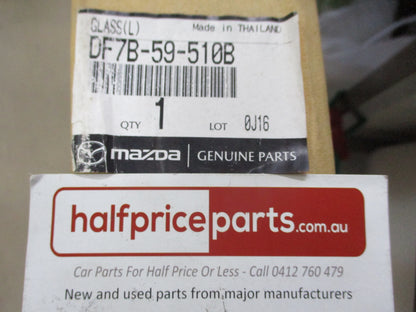 GLASS(L) Made in THAILAND
DF7B-59-510B
QTY 1 LOT 0J16
mazda GENUINE PARTS
halfpriceparts.com.au
Car Parts For Half Price Or Less - Call 0412 760 479
New and used parts from major manufacturers